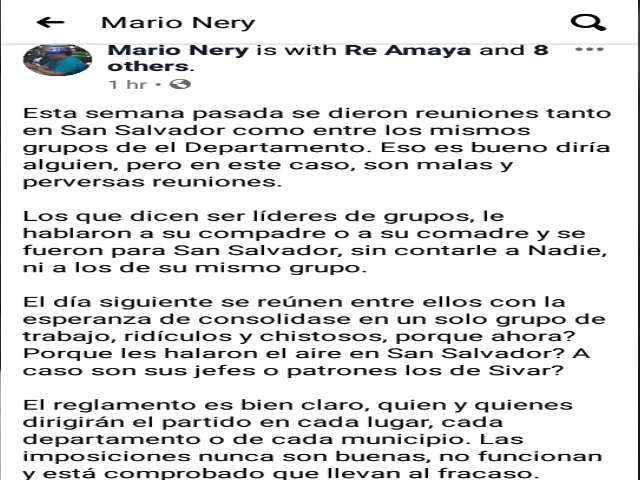 Mario Nery
Mario Nery is with Re Amaya and 8
others.
1 hr •
Esta semana pasada se dieron reuniones tanto
en San Salvador como entre los mismos
grupos de el Departamento. Eso es bueno diría
alguien, pero en este caso, son malas y
perversas reuniones.
Los que dicen ser líderes de grupos, le
hablaron a su compadre o a su comadre y se
fueron para San Salvador, sin contarle a Nadie,
ni a los de su mismo grupo.
El día siguiente se reúnen entre ellos con la
esperanza de consolidase en un solo grupo de
trabajo, ridículos y chistosos, porque ahora?
Porque les halaron el aire en San Salvador? A
caso son sus jefes o patrones los de Sivar?
El reglamento es bien claro, quien y quienes
dirigirán el partido en cada lugar, cada
departamento o de cada municipio. Las
imposiciones nunca son buenas, no funcionan
y está comprobado que llevan al fracaso.